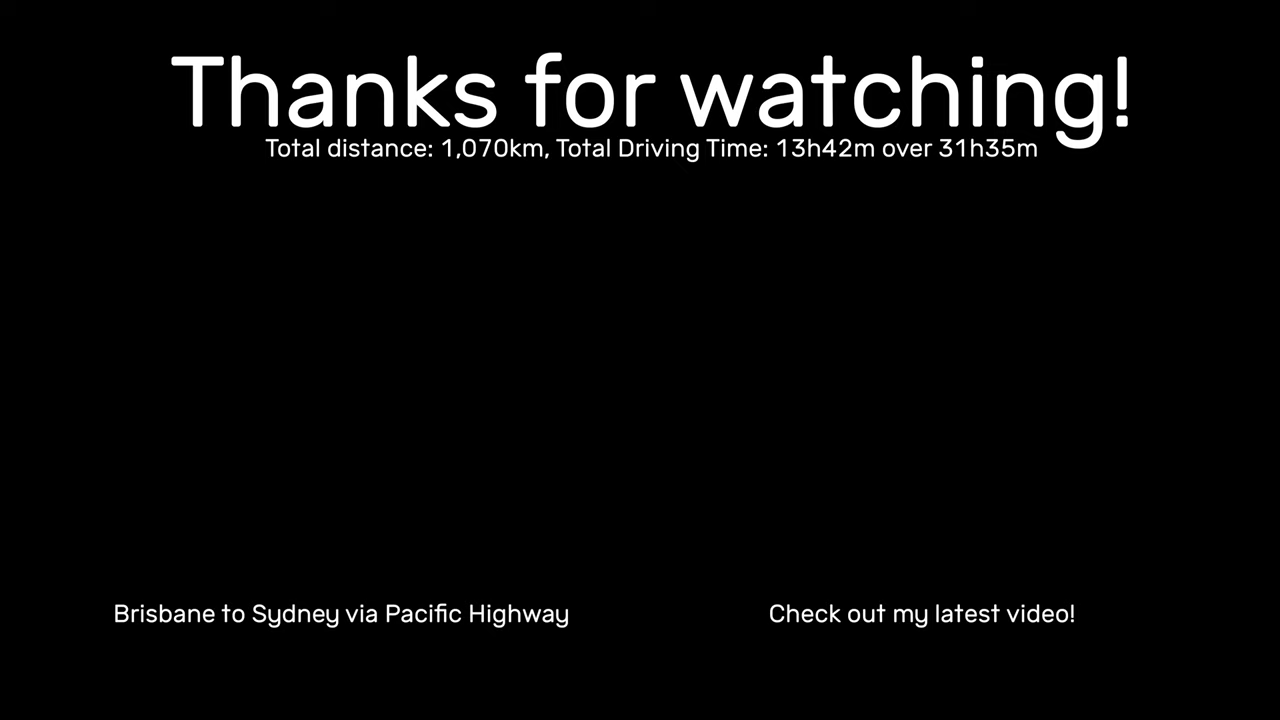 Thanks for watching!
Total distance: 1,070km, Total Driving Time: 13h42m over 31h35m
Brisbane to Sydney via Pacific Highway
Check out my latest video!